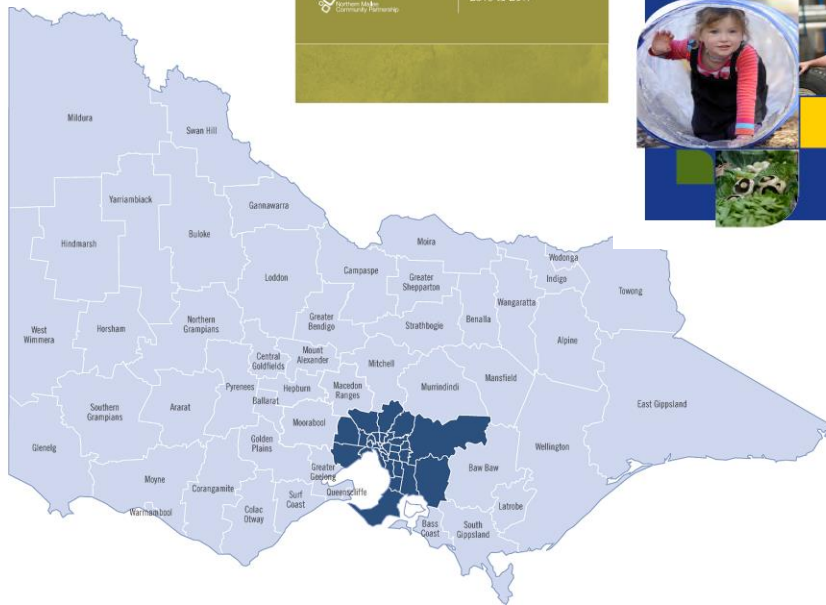 Northern Mallee
Community Partnership
Mildura
Swan Hill
Yarriambiack
Gannawarra
Hindmarsh
Buloke
Moira
Wodonga
Indigo
Towong
Loddon
Campaspe
Greater
Shepparton
Wangaratta
Benalla
West
Wimmera
Horsham
Northern
Grampians
Greater
Bendigo
Strathbogie
Alpine
Central
Goldfields
Mount
Alexander
Mitchell
Mansfield
Murrindindi
Pyrenees
Hepburn
Macedon
Ranges
Ballarat
Southern
Grampians
Ararat
Moorabool
East Gippsland
Glenelg
Golden
Plains
Wellington
Baw Baw
Moyne
Corangamite
Greater
Geelong
Queenscliffe
Surf
Coast
Latrobe
Warrnambool
Colac
Otway
Bass
Coast
South
Gippsland